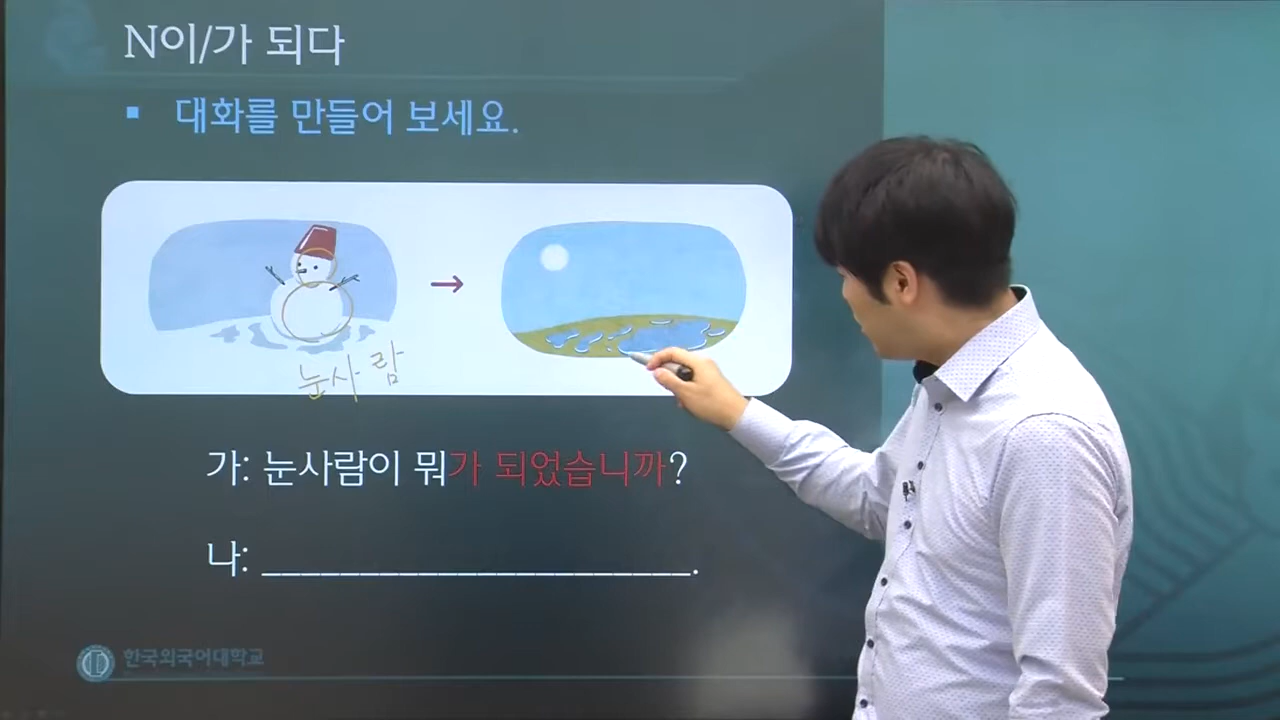 N이/가 되다
▪ 대화를 만들어 보세요.
→
눈사람
가: 눈사람이 뭐가 되었습니까?
나: ______________________.
한국외국어대학교